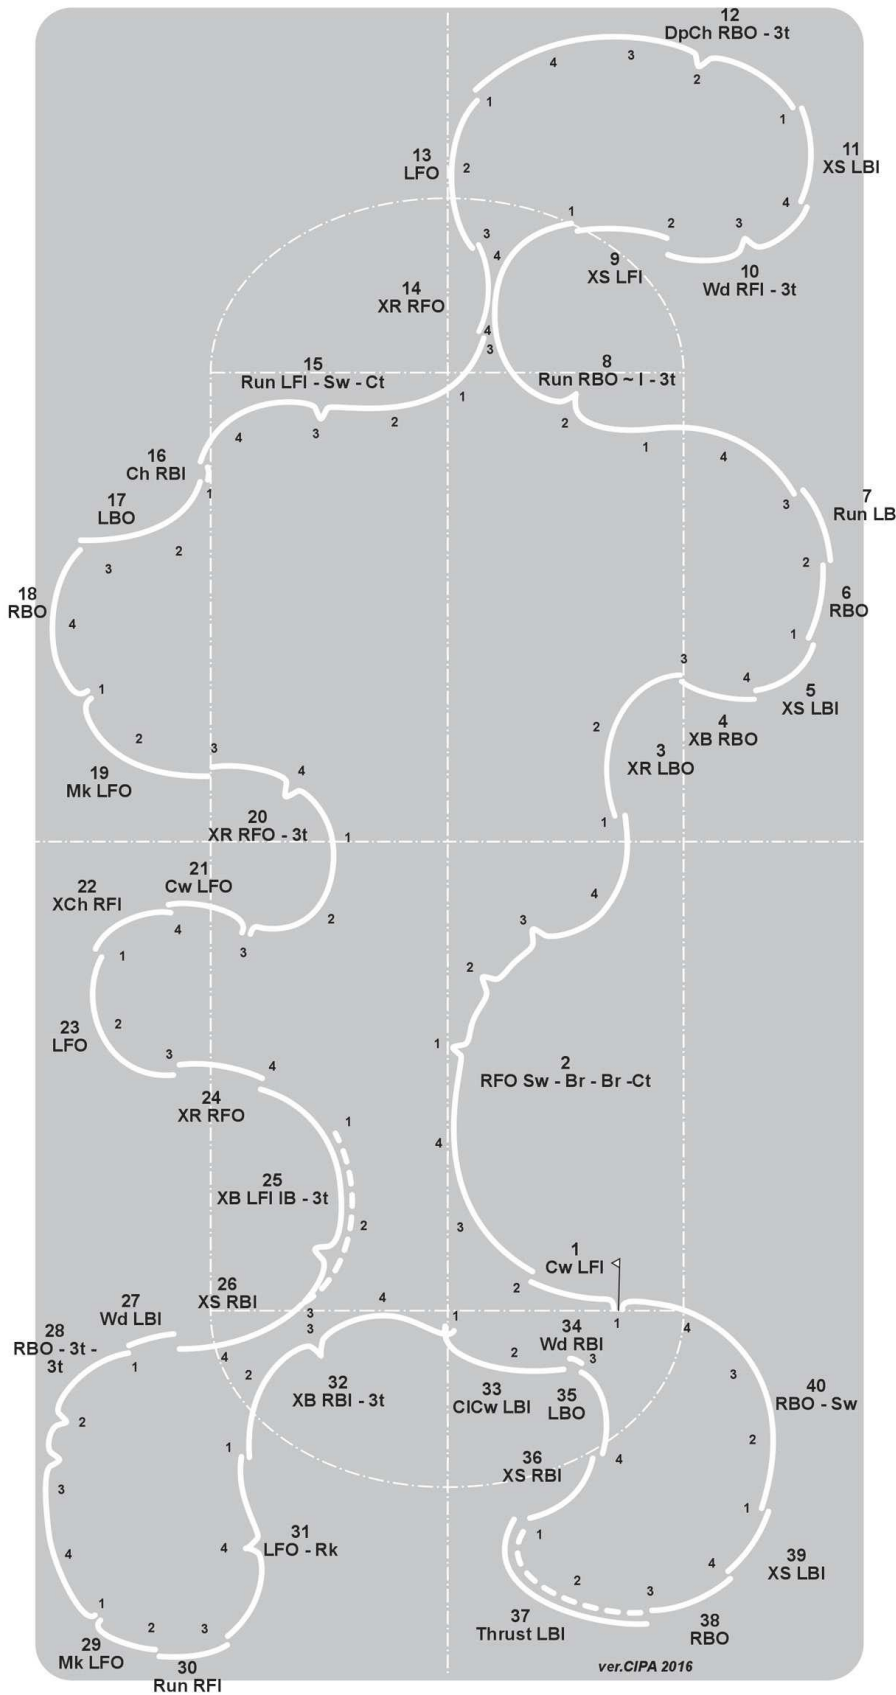 12
DpCh RBO - 3t
4
3
2
1
1
13
LFO
2
11
XS LBI
4
1
2
3
3
4
9
XS LFI
10
Wd RFI - 3t
14
XR RFO
4
3
8
Run RBO ~ I - 3t
15
Run LFI - Sw - Ct
1
2
3
4
2
1
4
16
Ch RBI
1
17
LBO
2
3
7
Run LB
3
2
18
RBO
4
6
RBO
1
3
4
5
XS LBI
4
XB RBO
1
2
3
19
Mk LFO
2
3
XR LBO
4
20
XR RFO - 3t
1
1
21
Cw LFO
22
XCh RFI
4
3
2
1
4
3
2
23
LFO
2
3
4
1
2
RFO Sw - Br - Br -Ct
24
XR RFO
1
4
25
XB LFI IB - 3t
2
3
1
Cw LFI
2
26
XS RBI
27
Wd LBI
28
RBO - 3t -
3t
1
4
3
3
4
1
1
4
2
32
XB RBI - 3t
2
34
Wd RBI
3
33
ClCw LBI
35
LBO
3
40
RBO - Sw
2
2
3
1
36
XS RBI
4
1
4
31
LFO - Rk
4
1
2
3
4
39
XS LBI
1
2
3
29
Mk LFO
30
Run RFI
37
Thrust LBI
38
RBO
ver.CIPA 2016